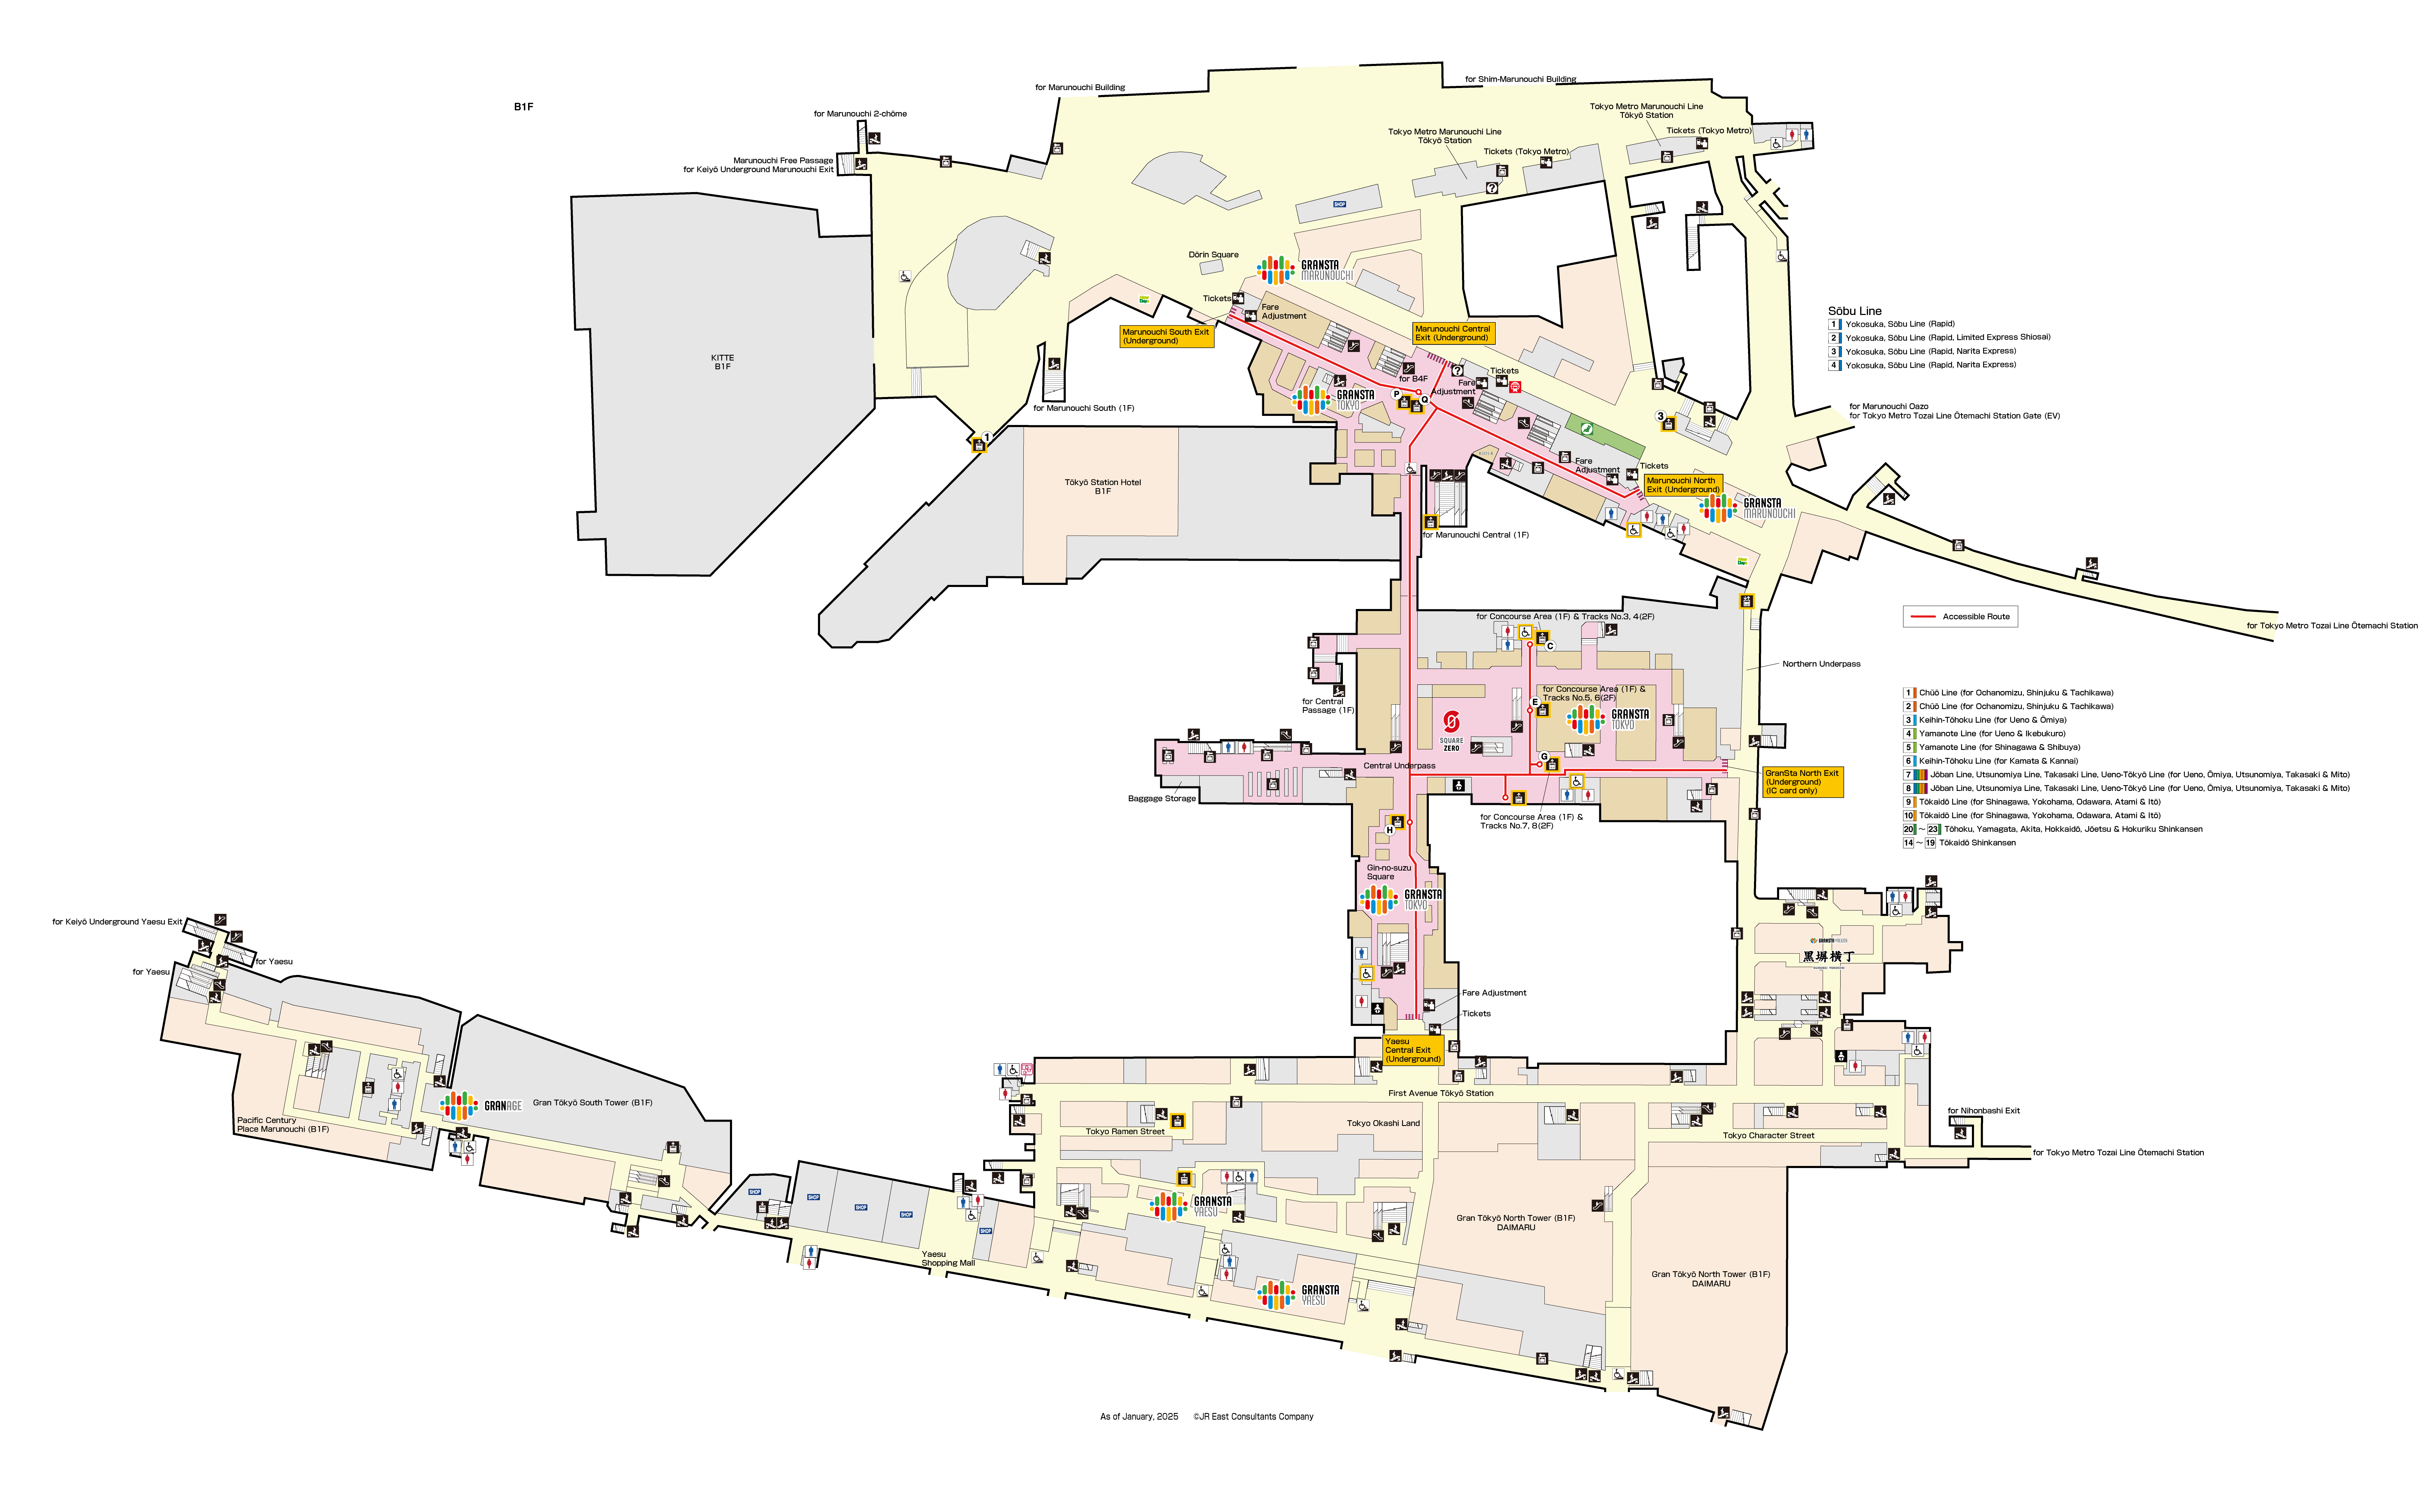 B1F
for Marunouchi Building
for Shim-Marunouchi Building
for Marunouchi 2-chōme
Marunouchi Free Passage
for Keiyō Underground Marunouchi Exit
Tokyo Metro Marunouchi Line
Tōkyō Station
Tickets (Tokyo Metro)
Tokyo Metro Marunouchi Line
Tōkyō Station
Tickets (Tokyo Metro)
SHOP
Dōrin Square
GRANSTA
MARUNOUCHI
Tickets
Fare
Adjustment
Marunouchi South Exit
(Underground)
Marunouchi Central
Exit (Underground)
KITTE
B1F
for B4F
Tickets
Fare
Adjustment
P
Q
GRANSTA
TOKYO
for Marunouchi South (1F)
1
3
Sōbu Line
1 Yokosuka, Sōbu Line (Rapid)
2 Yokosuka, Sōbu Line (Rapid, Limited Express Shiosai)
3 Yokosuka, Sōbu Line (Rapid, Narita Express)
4 Yokosuka, Sōbu Line (Rapid, Narita Express)
for Marunouchi Oazo
for Tokyo Metro Tozai Line Ōtemachi Station Gate (EV)
Fare
Adjustment
Tickets
Marunouchi North
Exit (Underground)
GRANSTA
MARUNOUCHI
Tōkyō Station Hotel
B1F
for Marunouchi Central (1F)
Accessible Route
for Tokyo Metro Tozai Line Ōtemachi Station
for Concourse Area (1F) & Tracks No.3, 4(2F)
C
Northern Underpass
for Concourse Area (1F) &
Tracks No.5, 6(2F)
E
GRANSTA
TOKYO
SQUARE
ZERO
for Central
Passage (1F)
G
Central Underpass
Baggage Storage
GranSta North Exit
(Underground)
(IC card only)
for Concourse Area (1F) &
Tracks No.7, 8(2F)
H
1 Chūō Line (for Ochanomizu, Shinjuku & Tachikawa)
2 Chūō Line (for Ochanomizu, Shinjuku & Tachikawa)
3 Keihin-Tōhoku Line (for Ueno & Ōmiya)
4 Yamanote Line (for Ueno & Ikebukuro)
5 Yamanote Line (for Shinagawa & Shibuya)
6 Keihin-Tōhoku Line (for Kamata & Kannai)
7 Jōban Line, Utsunomiya Line, Takasaki Line, Ueno-Tōkyō Line (for Ueno, Ōmiya, Utsunomiya, Takasaki & Mito)
8 Jōban Line, Utsunomiya Line, Takasaki Line, Ueno-Tōkyō Line (for Ueno, Ōmiya, Utsunomiya, Takasaki & Mito)
9 Tōkaidō Line (for Shinagawa, Yokohama, Odawara, Atami & Itō)
10 Tōkaidō Line (for Shinagawa, Yokohama, Odawara, Atami & Itō)
20 ~ 23 Tōhoku, Yamagata, Akita, Hokkaidō, Jōetsu & Hokuriku Shinkansen
14 ~ 19 Tōkaidō Shinkansen
Gin-no-suzu
Square
GRANSTA
TOKYO
黒塀横丁
Fare Adjustment
Tickets
Yaesu
Central Exit
(Underground)
for Keiyō Underground Yaesu Exit
for Yaesu
for Yaesu
GRANAGE
Gran Tōkyō South Tower (B1F)
Pacific Century
Place Marunouchi (B1F)
First Avenue Tōkyō Station
Tokyo Ramen Street
Tokyo Okashi Land
Tokyo Character Street
for Nihonbashi Exit
for Tokyo Metro Tozai Line Ōtemachi Station
SHOP
SHOP
SHOP
SHOP
SHOP
GRANSTA
YAESU
Gran Tōkyō North Tower (B1F)
DAIMARU
Yaesu
Shopping Mall
GRANSTA
YAESU
Gran Tōkyō North Tower (B1F)
DAIMARU
As of January, 2025 ©JR East Consultants Company